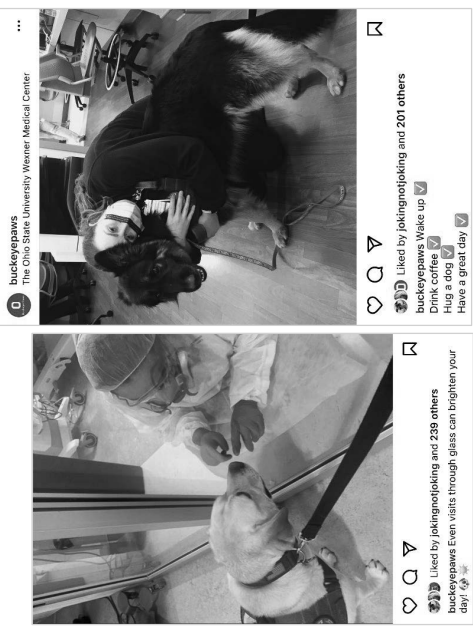 buckeyepaws
The Ohio State University Wexner Medical Center
Liked by jokingnotjoking and 201 others
buckeyepaws Wake up ✅
Drink coffee ✅
Hug a dog ✅
Have a great day ✅
Liked by jokingnotjoking and 239 others
buckeyepaws Even visits through glass can brighten your
day!